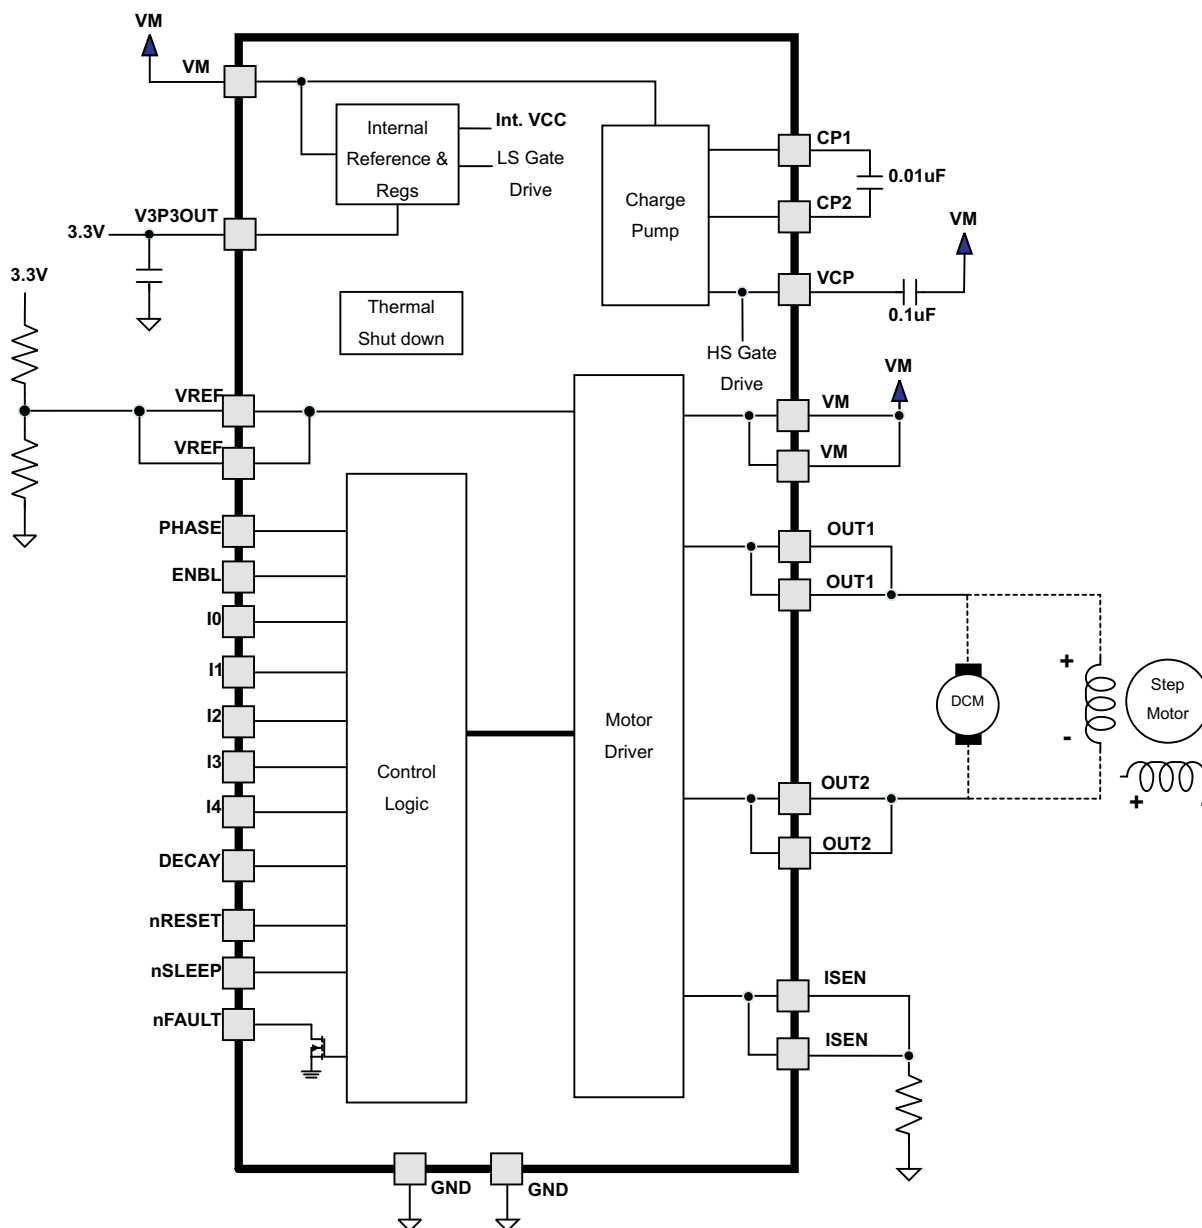 VM
VM
Internal
Reference &
Regs
Int. VCC
LS Gate
Drive
Charge
Pump
CP1
0.01uF
CP2
VM
V3P3OUT
3.3V
3.3V
VCP
0.1uF
Thermal
Shut down
HS Gate
Drive
VM
VREF
VM
VREF
VM
PHASE
OUT1
ENBL
OUT1
I0
I1
+
Step
Motor
DCM
I2
Motor
Driver
-
I3
Control
Logic
OUT2
I4
+
OUT2
DECAY
nRESET
nSLEEP
ISEN
nFAULT
ISEN
GND
GND